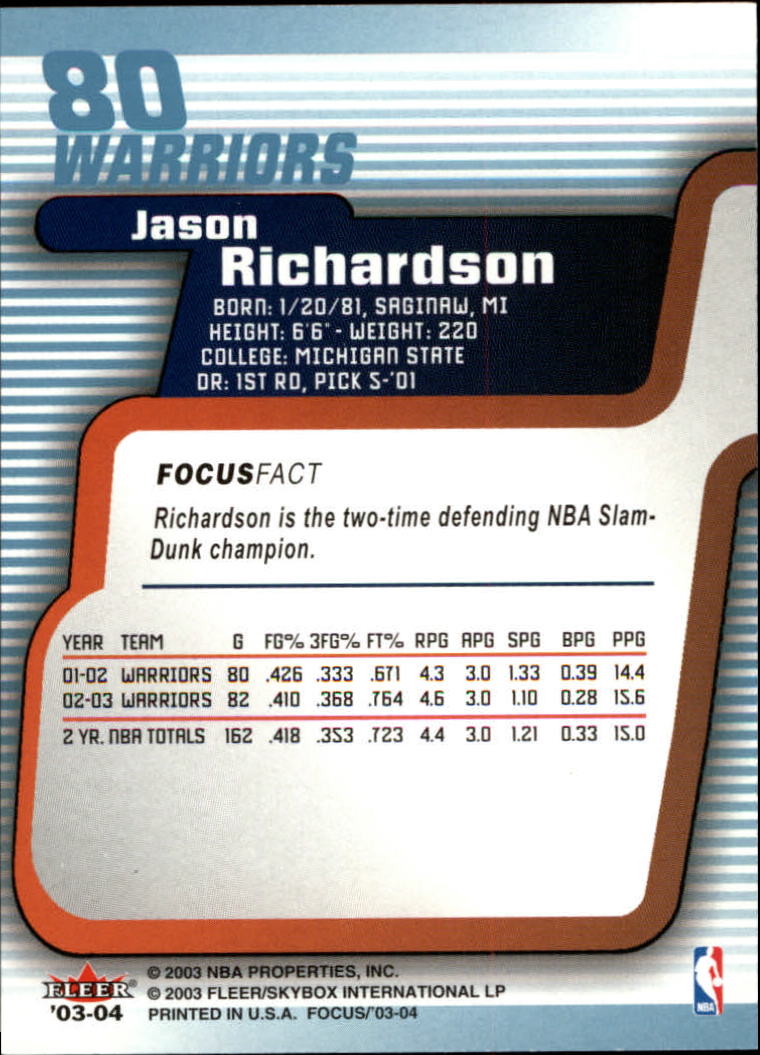 80
WARRIORS
Jason
Richardson
BORN: 1/20/81, SAGINAW, MI
HEIGHT: 6'6" - WEIGHT: 220
COLLEGE: MICHIGAN STATE
DR: 1ST RD, PICK 5-'01
FOCUSFACT
Richardson is the two-time defending NBA Slam-
Dunk champion.
YEAR TEAM G FG% 3FG% FT% RPG APG SPG BPG PPG
01-02 WARRIORS 80 .426 .333 .671 4.3 3.0 1.33 0.39 14.4
02-03 WARRIORS 82 .410 .368 .764 4.6 3.0 1.10 0.28 15.6
2 YR. NBA TOTALS 162 .418 .353 .723 4.4 3.0 1.21 0.33 15.0
© 2003 NBA PROPERTIES, INC.
FLEER® © 2003 FLEER/SKYBOX INTERNATIONAL LP
'03-04 PRINTED IN U.S.A. FOCUS/'03-04
NBA